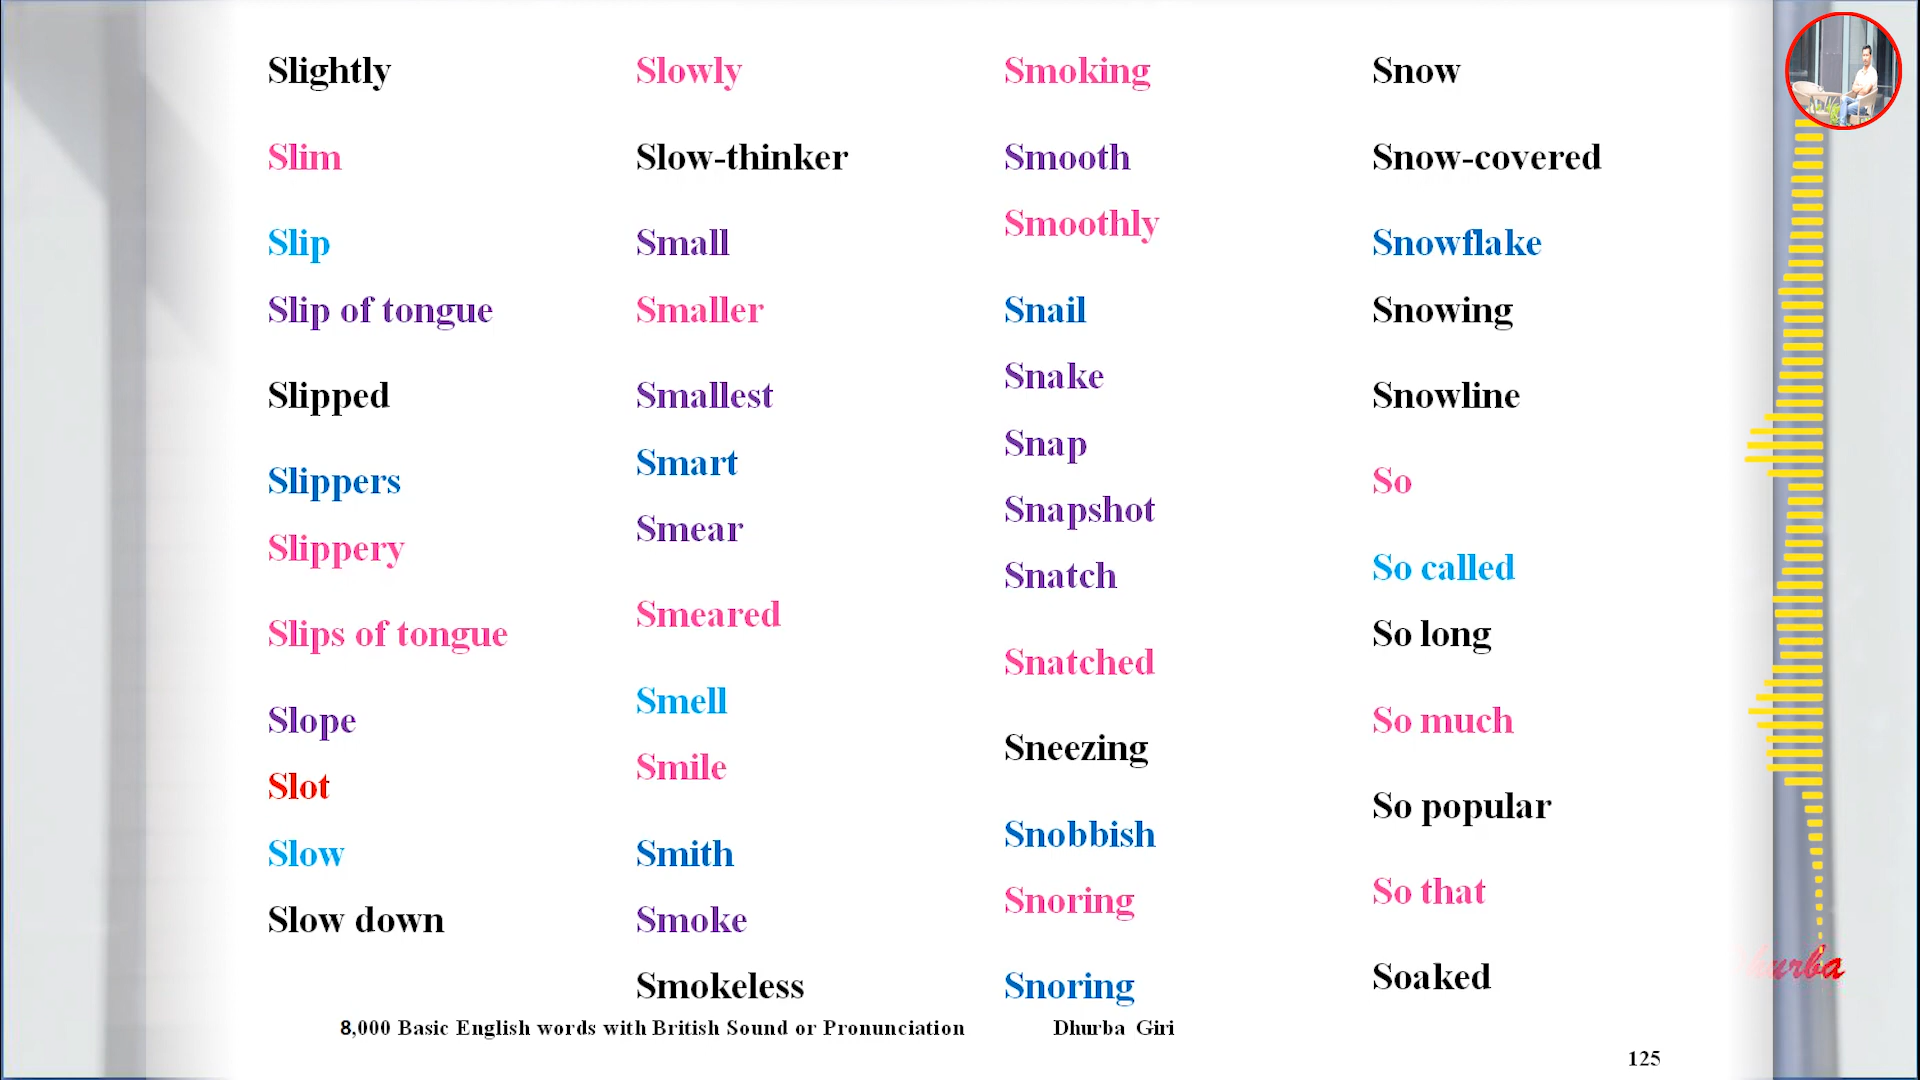 Slightly
Slim
Slip
Slip of tongue
Slipped
Slippers
Slippery
Slips of tongue
Slope
Slot
Slow
Slow down
Slowly
Slow-thinker
Small
Smaller
Smallest
Smart
Smear
Smeared
Smell
Smile
Smith
Smoke
Smokeless
Smoking
Smooth
Smoothly
Snail
Snake
Snap
Snapshot
Snatch
Snatched
Sneezing
Snobbish
Snoring
Snoring
Snow
Snow-covered
Snowflake
Snowing
Snowline
So
So called
So long
So much
So popular
So that
Soaked
8,000 Basic English words with British Sound or Pronunciation Dhurba Giri
125